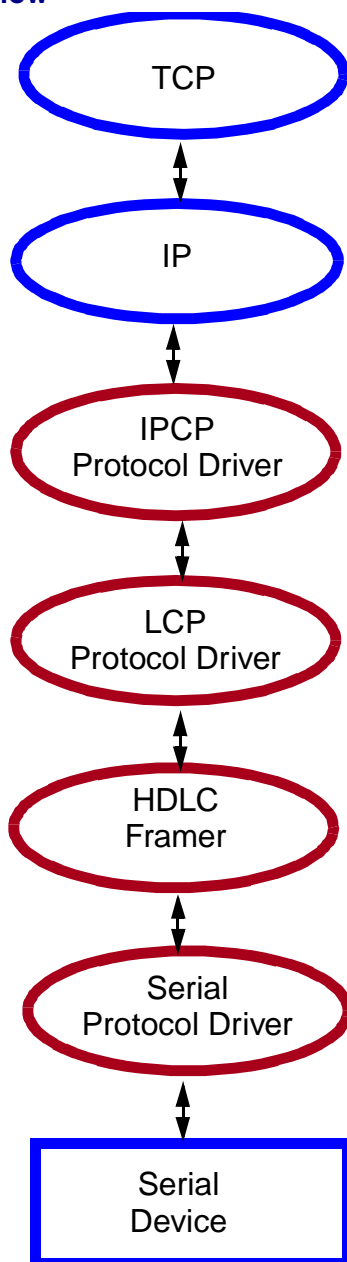 TCP
IP
IPCP
Protocol Driver
LCP
Protocol Driver
HDLC
Framer
Serial
Protocol Driver
Serial
Device